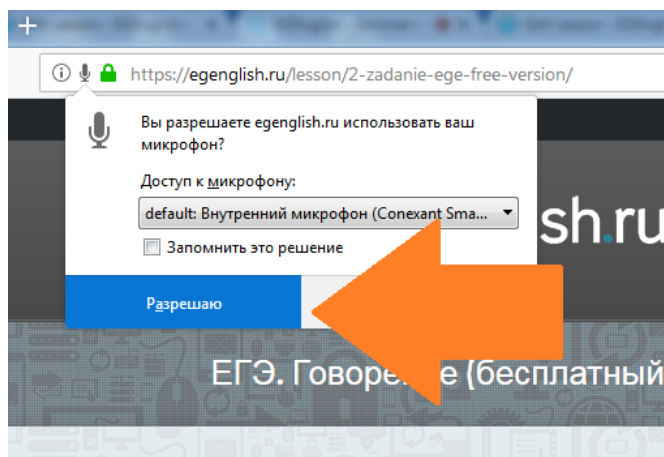 https://egenglish.ru/lesson/2-zadanie-ege-free-version/
Вы разрешаете egenglish.ru использовать ваш
микрофон?
Доступ к микрофону:
default: Внутренний микрофон (Conexant Sma...
sh.ru
Запомнить это решение
Разрешаю
ЕГЭ. (бесплатный